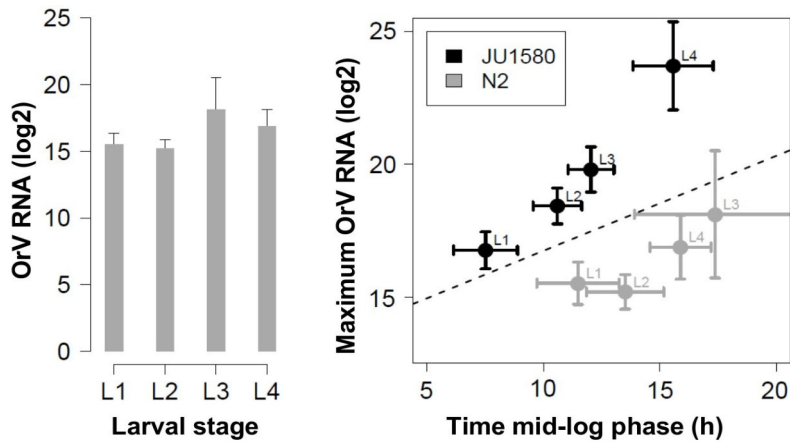 OrV RNA (log2)
25
20
15
10
5
0
L1 L2 L3 L4
Larval stage
Maximum OrV RNA (log2)
25
20
15
JU1580
N2
L4
L3
L2
L1
L3
L4
L1
L2
5 10 15 20
Time mid-log phase (h)